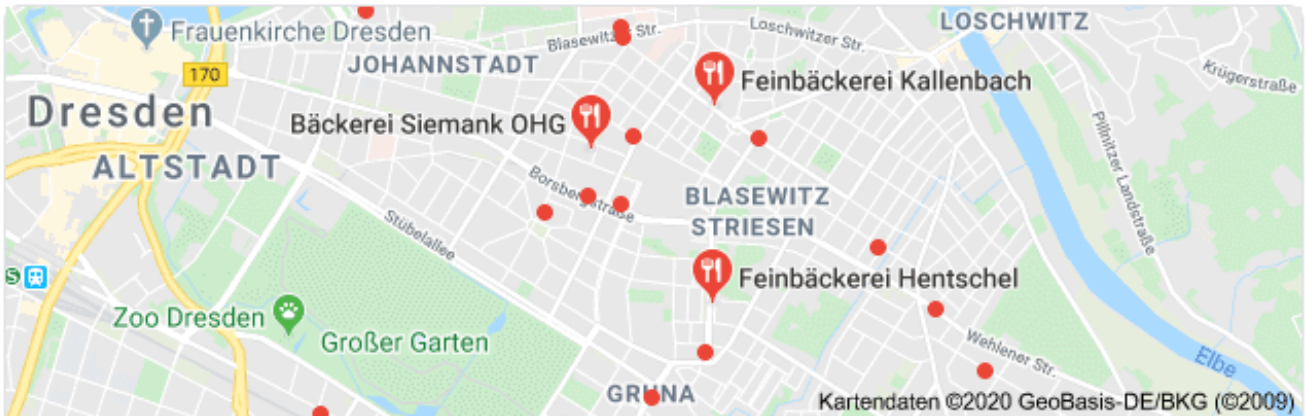 LOSCHWITZ
Frauenkirche Dresden
Blasewitzer Str.
Loschwitzer Str.
JOHANNSTADT
Krügerstraße
170
Feinbäckerei Kallenbach
Dresden
Bäckerei Siemank OHG
ALTSTADT
Pillnitzer Landstraße
Borsbergstraße
BLASEWITZ
STRIESEN
Stübelallee
S
Feinbäckerei Hentschel
Zoo Dresden
Großer Garten
Wehlener Str.
Elbe
GRUNA
Kartendaten ©2020 GeoBasis-DE/BKG (©2009)